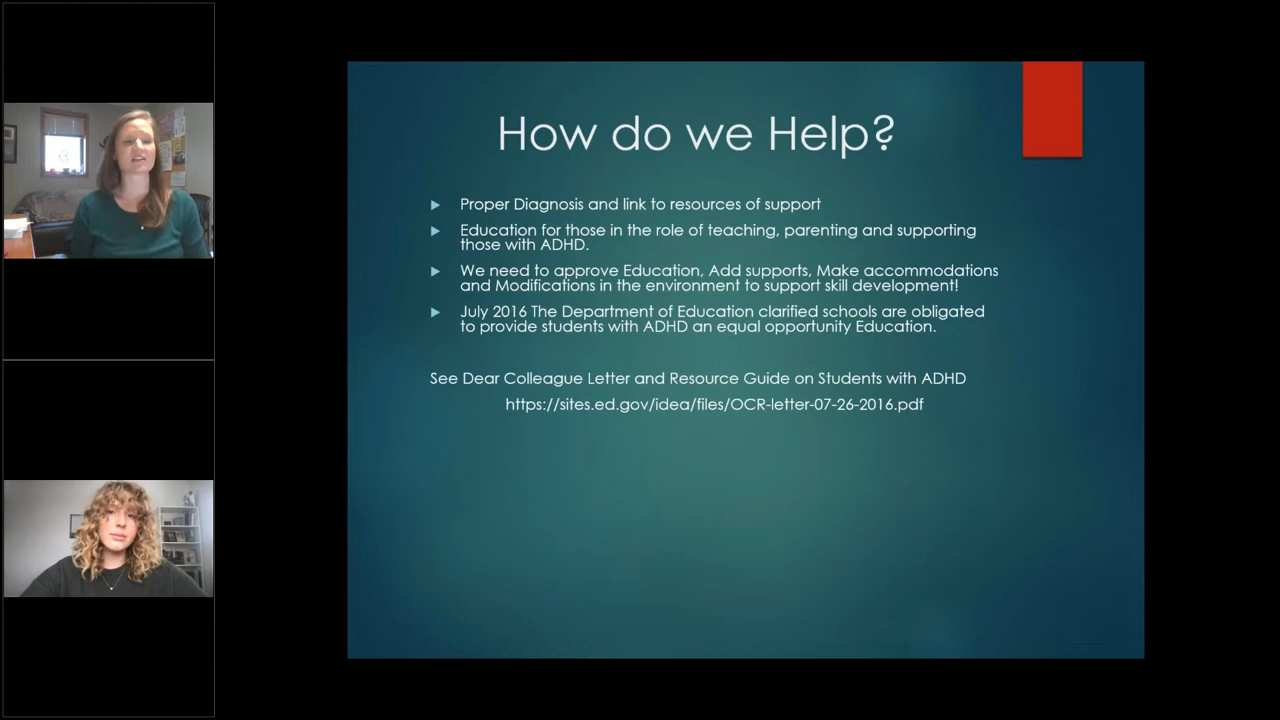 How do we Help?
Proper Diagnosis and link to resources of support
Education for those in the role of teaching, parenting and supporting
those with ADHD.
We need to approve Education, Add supports, Make accommodations
and Modifications in the environment to support skill development!
July 2016 The Department of Education clarified schools are obligated
to provide students with ADHD an equal opportunity Education.
See Dear Colleague Letter and Resource Guide on Students with ADHD
https://sites.ed.gov/idea/files/OCR-letter-07-26-2016.pdf